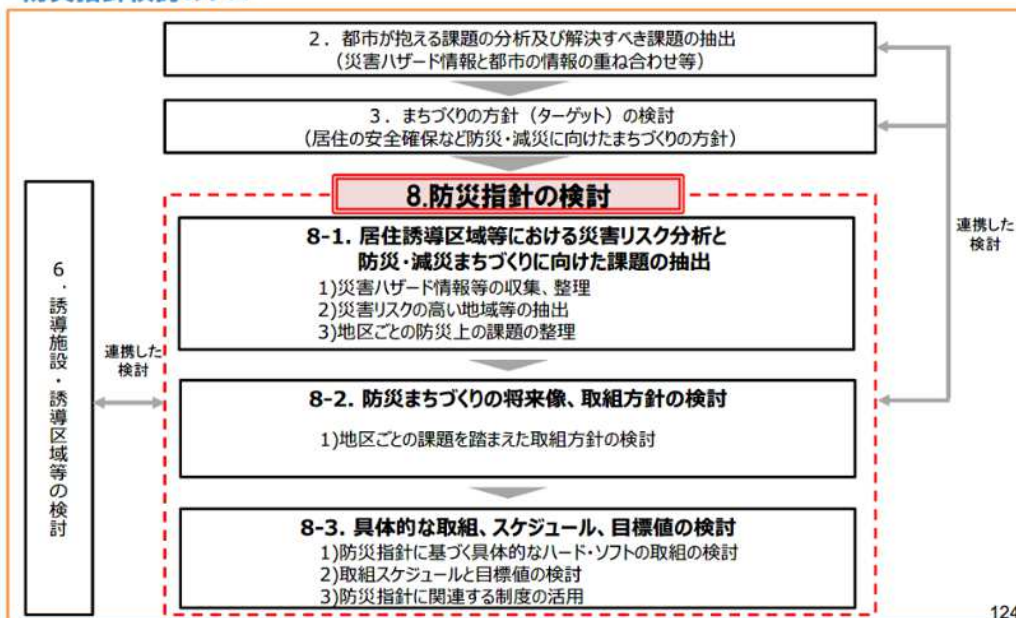 2．都市が抱える課題の分析及び解決すべき課題の抽出
（災害ハザード情報と都市の情報の重ね合わせ等）
3．まちづくりの方針（ターゲット）の検討
（居住の安全確保など防災・減災に向けたまちづくりの方針）
8.防災指針の検討
8-1. 居住誘導区域等における災害リスク分析と
防災・減災まちづくりに向けた課題の抽出
1)災害ハザード情報等の収集、整理
2)災害リスクの高い地域等の抽出
3)地区ごとの防災上の課題の整理
8-2. 防災まちづくりの将来像、取組方針の検討
1)地区ごとの課題を踏まえた取組方針の検討
8-3. 具体的な取組、スケジュール、目標値の検討
1)防災指針に基づく具体的なハード・ソフトの取組の検討
2)取組スケジュールと目標値の検討
3)防災指針に関連する制度の活用
6．誘導施設・誘導区域等の検討
連携した
検討
連携した
検討
124